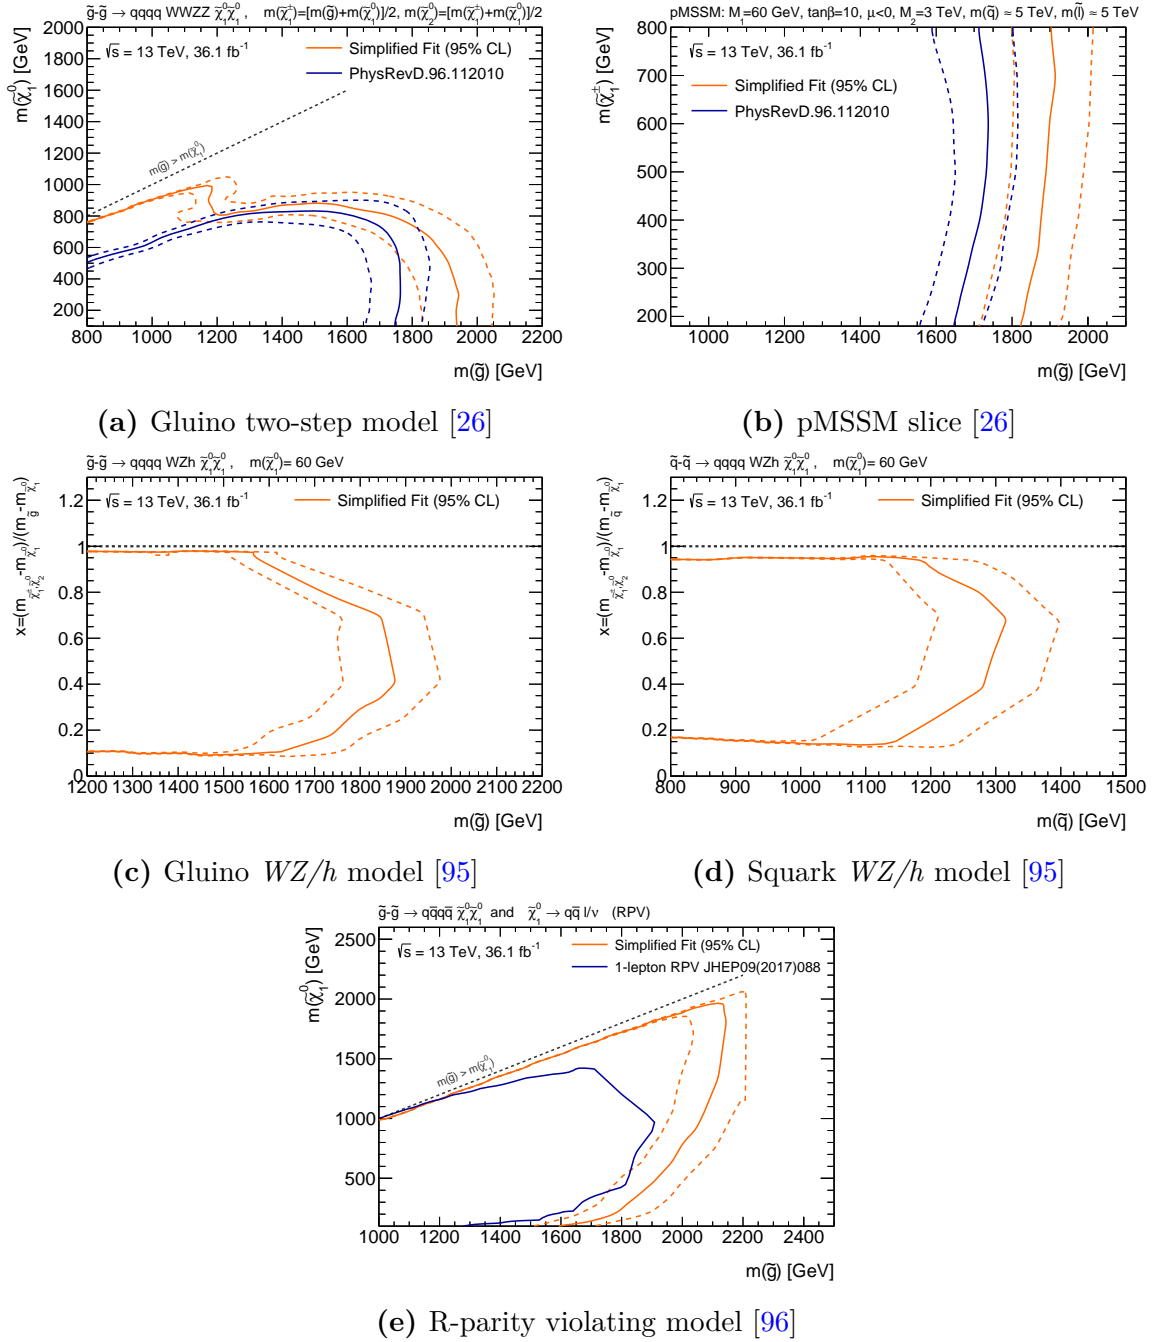 g̃-g̃ → qqqq WWZZ χ̃₁⁰χ̃₁⁰ , m(χ̃₁^±)=[m(g̃)+m(χ̃₁⁰)]/2, m(χ̃₂⁰)=[m(χ̃₁^±)+m(χ̃₁⁰)]/2
m(χ̃₁⁰) [GeV]
2000
1800
1600
1400
1200
1000
800
600
400
200
√s = 13 TeV, 36.1 fb⁻¹
Simplified Fit (95% CL)
PhysRevD.96.112010
m(g̃) > m(χ̃₁⁰)
800 1000 1200 1400 1600 1800 2000 2200
m(g̃) [GeV]
(a) Gluino two-step model [26]
pMSSM: M₁=60 GeV, tanβ=10, μ<0, M₂=3 TeV, m(q̃) ≈ 5 TeV, m(l̃) ≈ 5 TeV
m(χ̃₁^±) [GeV]
800
700
600
500
400
300
200
√s = 13 TeV, 36.1 fb⁻¹
Simplified Fit (95% CL)
PhysRevD.96.112010
1000 1200 1400 1600 1800 2000
m(g̃) [GeV]
(b) pMSSM slice [26]
g̃-g̃ → qqqq WZh χ̃₁⁰χ̃₁⁰ , m(χ̃₁⁰)= 60 GeV
x=(m_χ̃₁^±,χ̃₂⁰ -m_χ̃₁⁰)/(m_g̃ -m_χ̃₁⁰)
1.2
1
0.8
0.6
0.4
0.2
0
√s = 13 TeV, 36.1 fb⁻¹
Simplified Fit (95% CL)
1200 1300 1400 1500 1600 1700 1800 1900 2000 2100 2200
m(g̃) [GeV]
(c) Gluino WZ/h model [95]
q̃-q̃ → qqqq WZh χ̃₁⁰χ̃₁⁰ , m(χ̃₁⁰)= 60 GeV
x=(m_χ̃₁^±,χ̃₂⁰ -m_χ̃₁⁰)/(m_q̃ -m_χ̃₁⁰)
1.2
1
0.8
0.6
0.4
0.2
0
√s = 13 TeV, 36.1 fb⁻¹
Simplified Fit (95% CL)
800 900 1000 1100 1200 1300 1400 1500
m(q̃) [GeV]
(d) Squark WZ/h model [95]
g̃-g̃ → qq̄qq̄ χ̃₁⁰χ̃₁⁰ and χ̃₁⁰ → qq̄ l/ν (RPV)
m(χ̃₁⁰) [GeV]
2500
2000
1500
1000
500
√s = 13 TeV, 36.1 fb⁻¹
Simplified Fit (95% CL)
1-lepton RPV JHEP09(2017)088
m(g̃) > m(χ̃₁⁰)
1000 1200 1400 1600 1800 2000 2200 2400
m(g̃) [GeV]
(e) R-parity violating model [96]